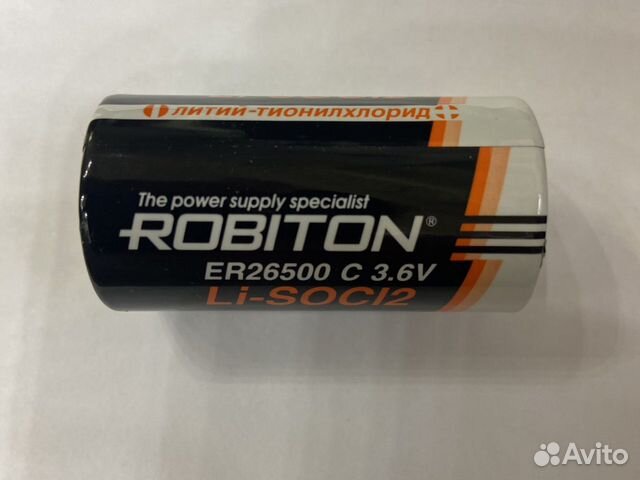 ЛИТИЙ-ТИОНИЛХЛОРИД
The power supply specialist
ROBITON®
ER26500 C 3.6V
Li-SOCl2
Avito